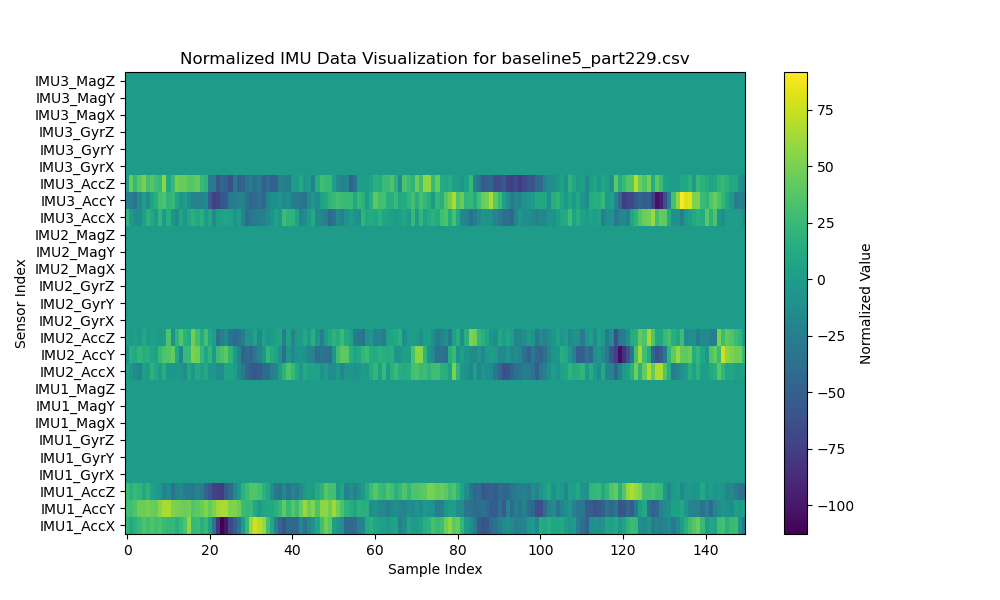 Normalized IMU Data Visualization for baseline5_part229.csv
IMU3_MagZ
IMU3_MagY
IMU3_MagX
IMU3_GyrZ
IMU3_GyrY
IMU3_GyrX
IMU3_AccZ
IMU3_AccY
IMU3_AccX
IMU2_MagZ
IMU2_MagY
IMU2_MagX
IMU2_GyrZ
IMU2_GyrY
IMU2_GyrX
IMU2_AccZ
IMU2_AccY
IMU2_AccX
IMU1_MagZ
IMU1_MagY
IMU1_MagX
IMU1_GyrZ
IMU1_GyrY
IMU1_GyrX
IMU1_AccZ
IMU1_AccY
IMU1_AccX
Sensor Index
0 20 40 60 80 100 120 140
Sample Index
75
50
25
0
−25
−50
−75
−100
Normalized Value